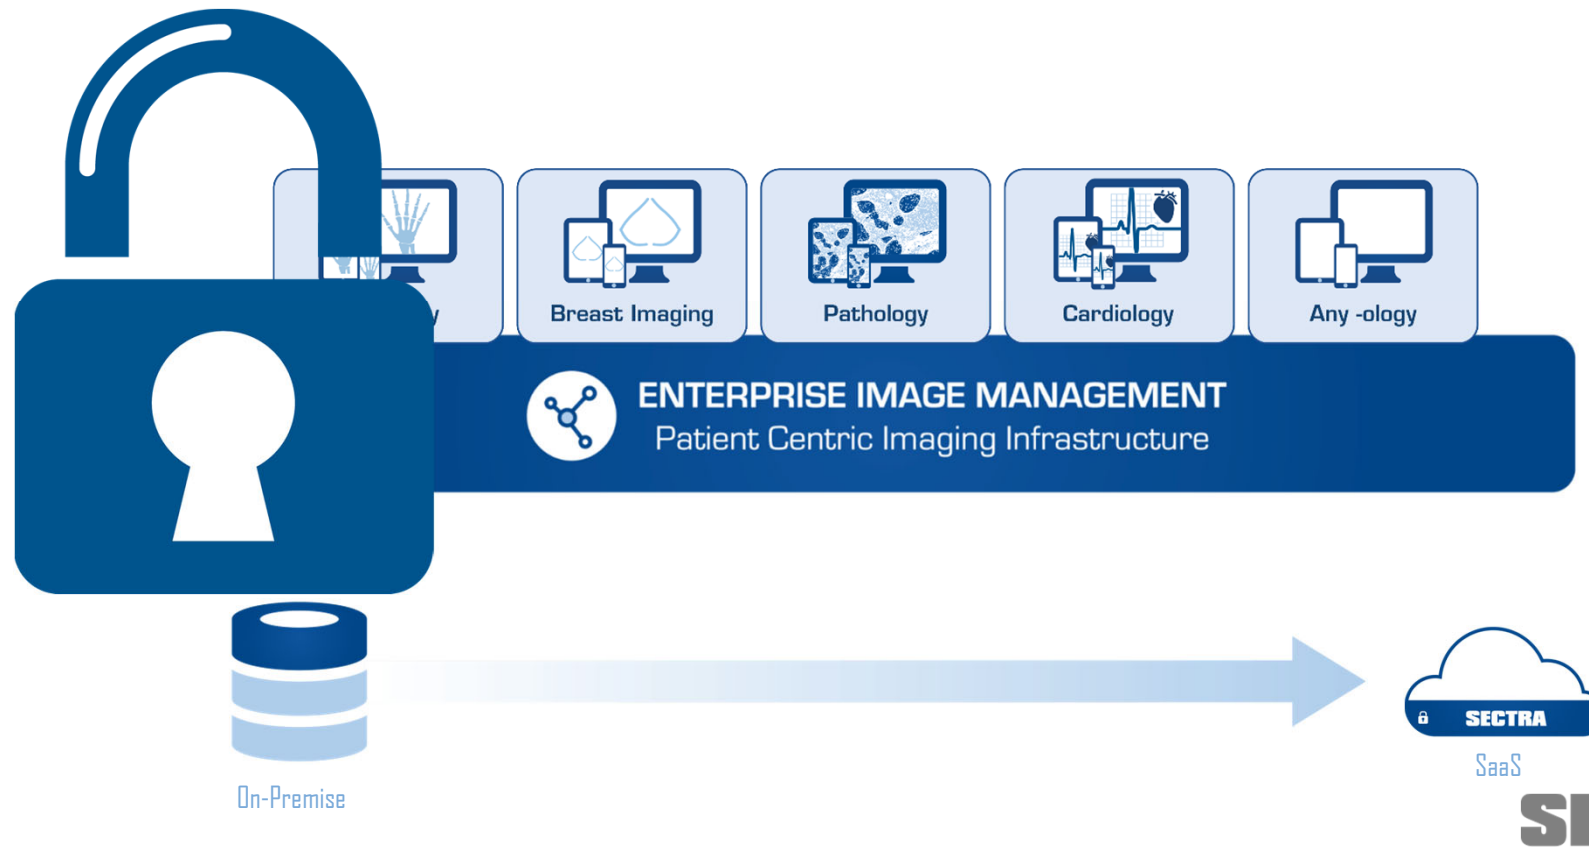 Breast Imaging
Pathology
Cardiology
Any -ology
ENTERPRISE IMAGE MANAGEMENT
Patient Centric Imaging Infrastructure
SECTRA
SaaS
On-Premise